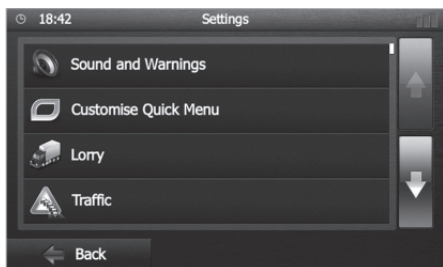 18:42 Settings
Sound and Warnings
Customise Quick Menu
Lorry
Traffic
Back